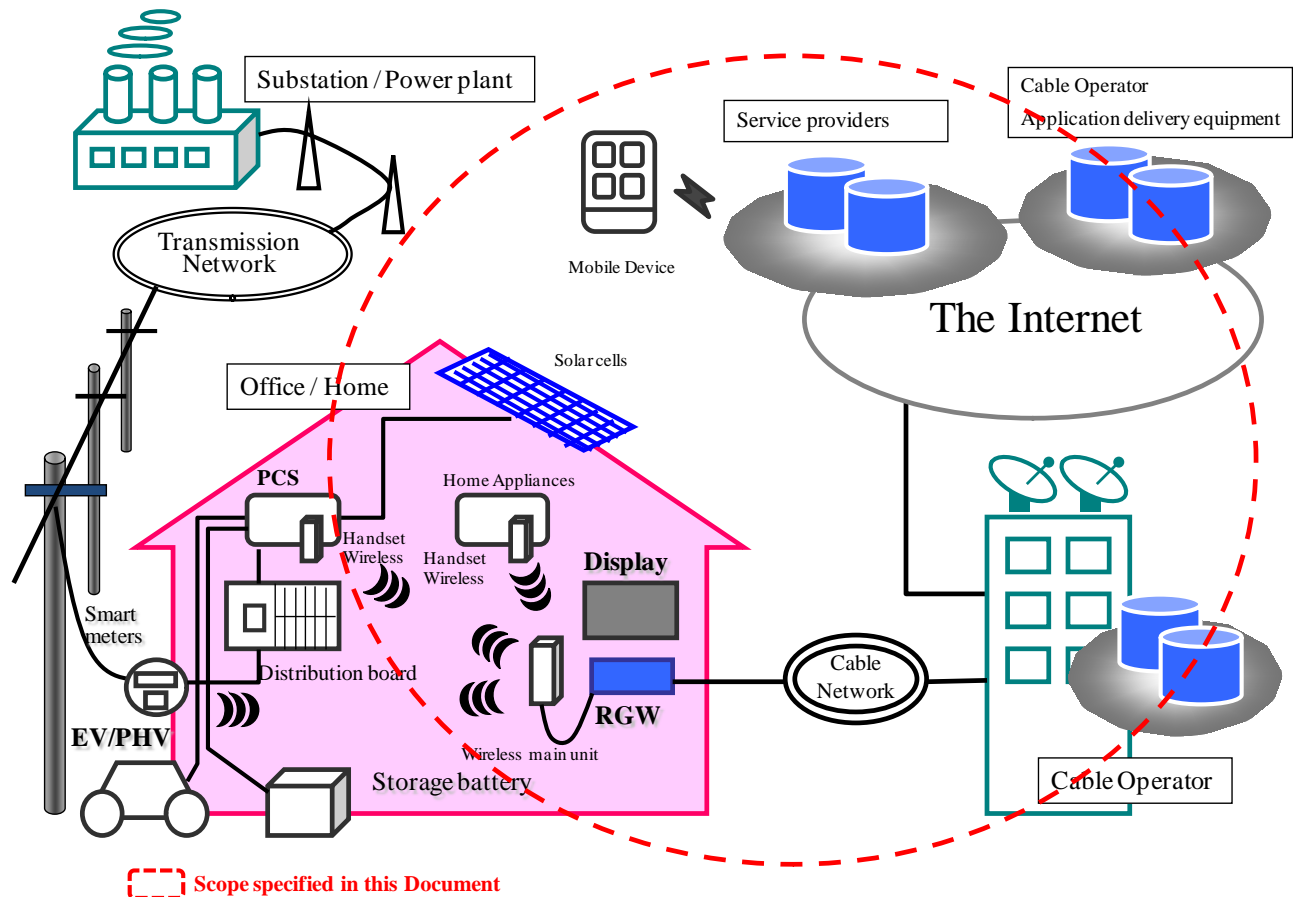 Substation / Power plant
Cable Operator
Application delivery equipment
Service providers
Transmission
Network
Mobile Device
The Internet
Solar cells
Office / Home
PCS
Home Appliances
Handset
Wireless
Handset
Wireless
Display
Smart
meters
Distribution board
Cable
Network
RGW
EV/PHV
Wireless main unit
Storage battery
Cable Operator
Scope specified in this Document